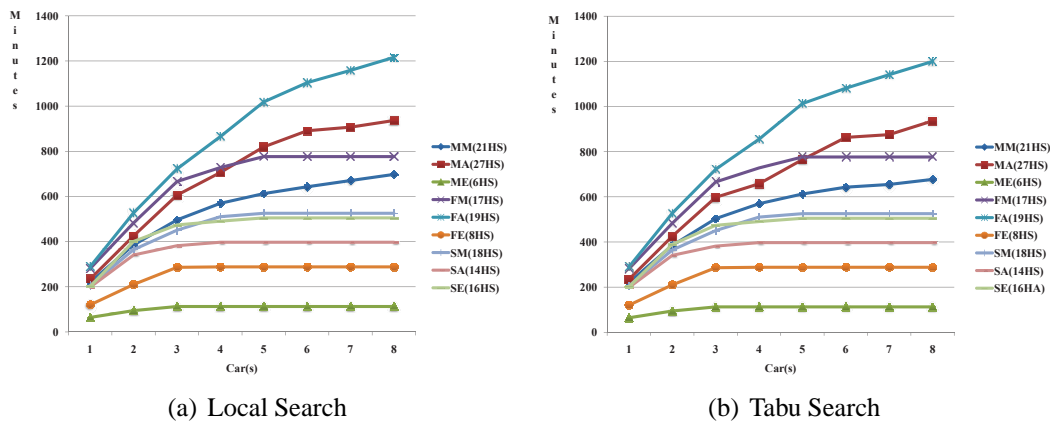 Minutes
1400
1200
1000
800
600
400
200
0
1 2 3 4 5 6 7 8
Car(s)
MM(21HS)
MA(27HS)
ME(6HS)
FM(17HS)
FA(19HS)
FE(8HS)
SM(18HS)
SA(14HS)
SE(16HS)
(a) Local Search
Minutes
1400
1200
1000
800
600
400
200
0
1 2 3 4 5 6 7 8
Car(s)
MM(21HS)
MA(27HS)
ME(6HS)
FM(17HS)
FA(19HS)
FE(8HS)
SM(18HS)
SA(14HS)
SE(16HA)
(b) Tabu Search